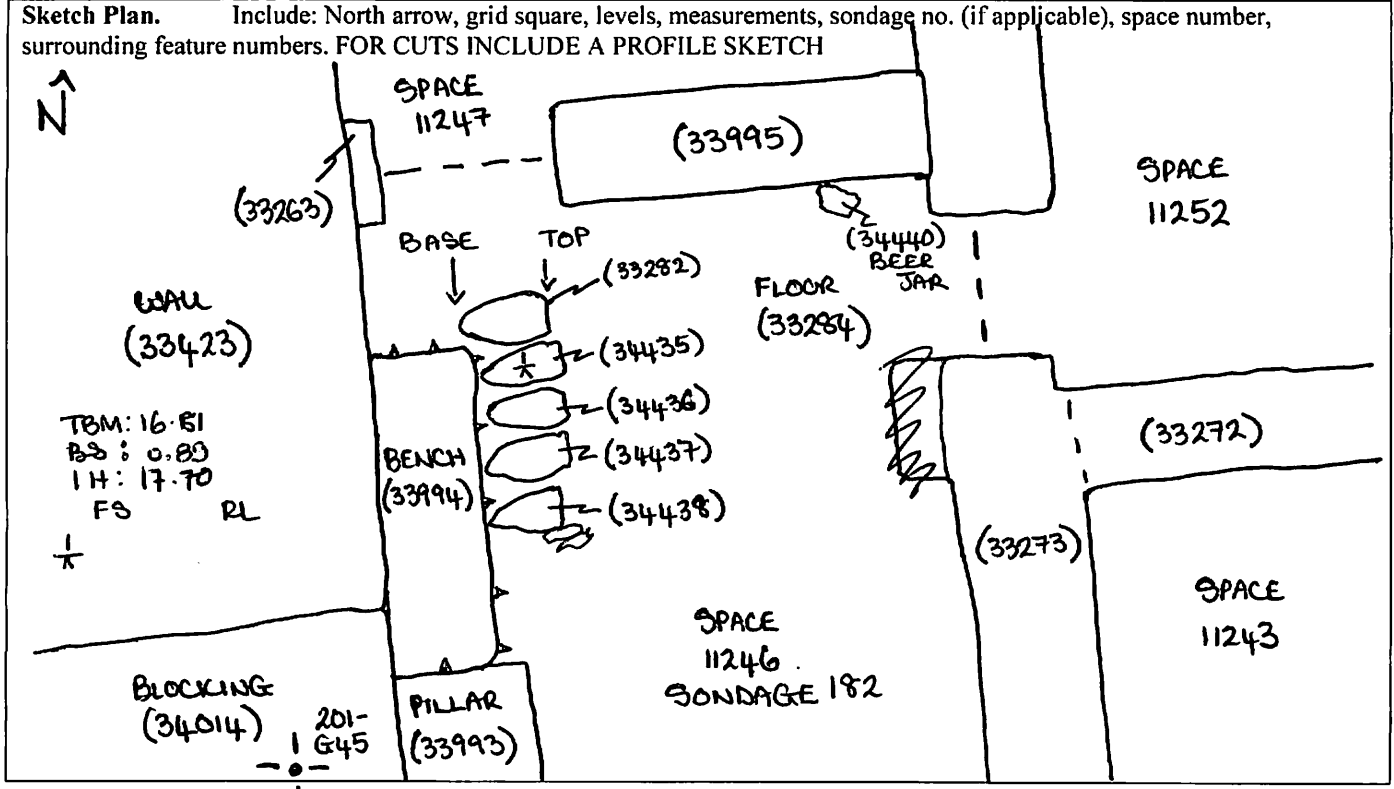 Sketch Plan. Include: North arrow, grid square, levels, measurements, sondage no. (if applicable), space number,
surrounding feature numbers. FOR CUTS INCLUDE A PROFILE SKETCH
N
SPACE
11247
(33995)
SPACE
11252
(33263)
BASE
TOP
(33282)
(34440)
BEER
JAR
FLOOR
(33284)
WALL
(33423)
(34435)
(34436)
(34437)
(34438)
BENCH
(33994)
TBM: 16.81
BS: 0.89
IH: 17.70
FS RL
(33272)
(33273)
SPACE
11243
SPACE
11246
SONDAGE 182
BLOCKING
(34014)
201-
G45
PILLAR
(33993)